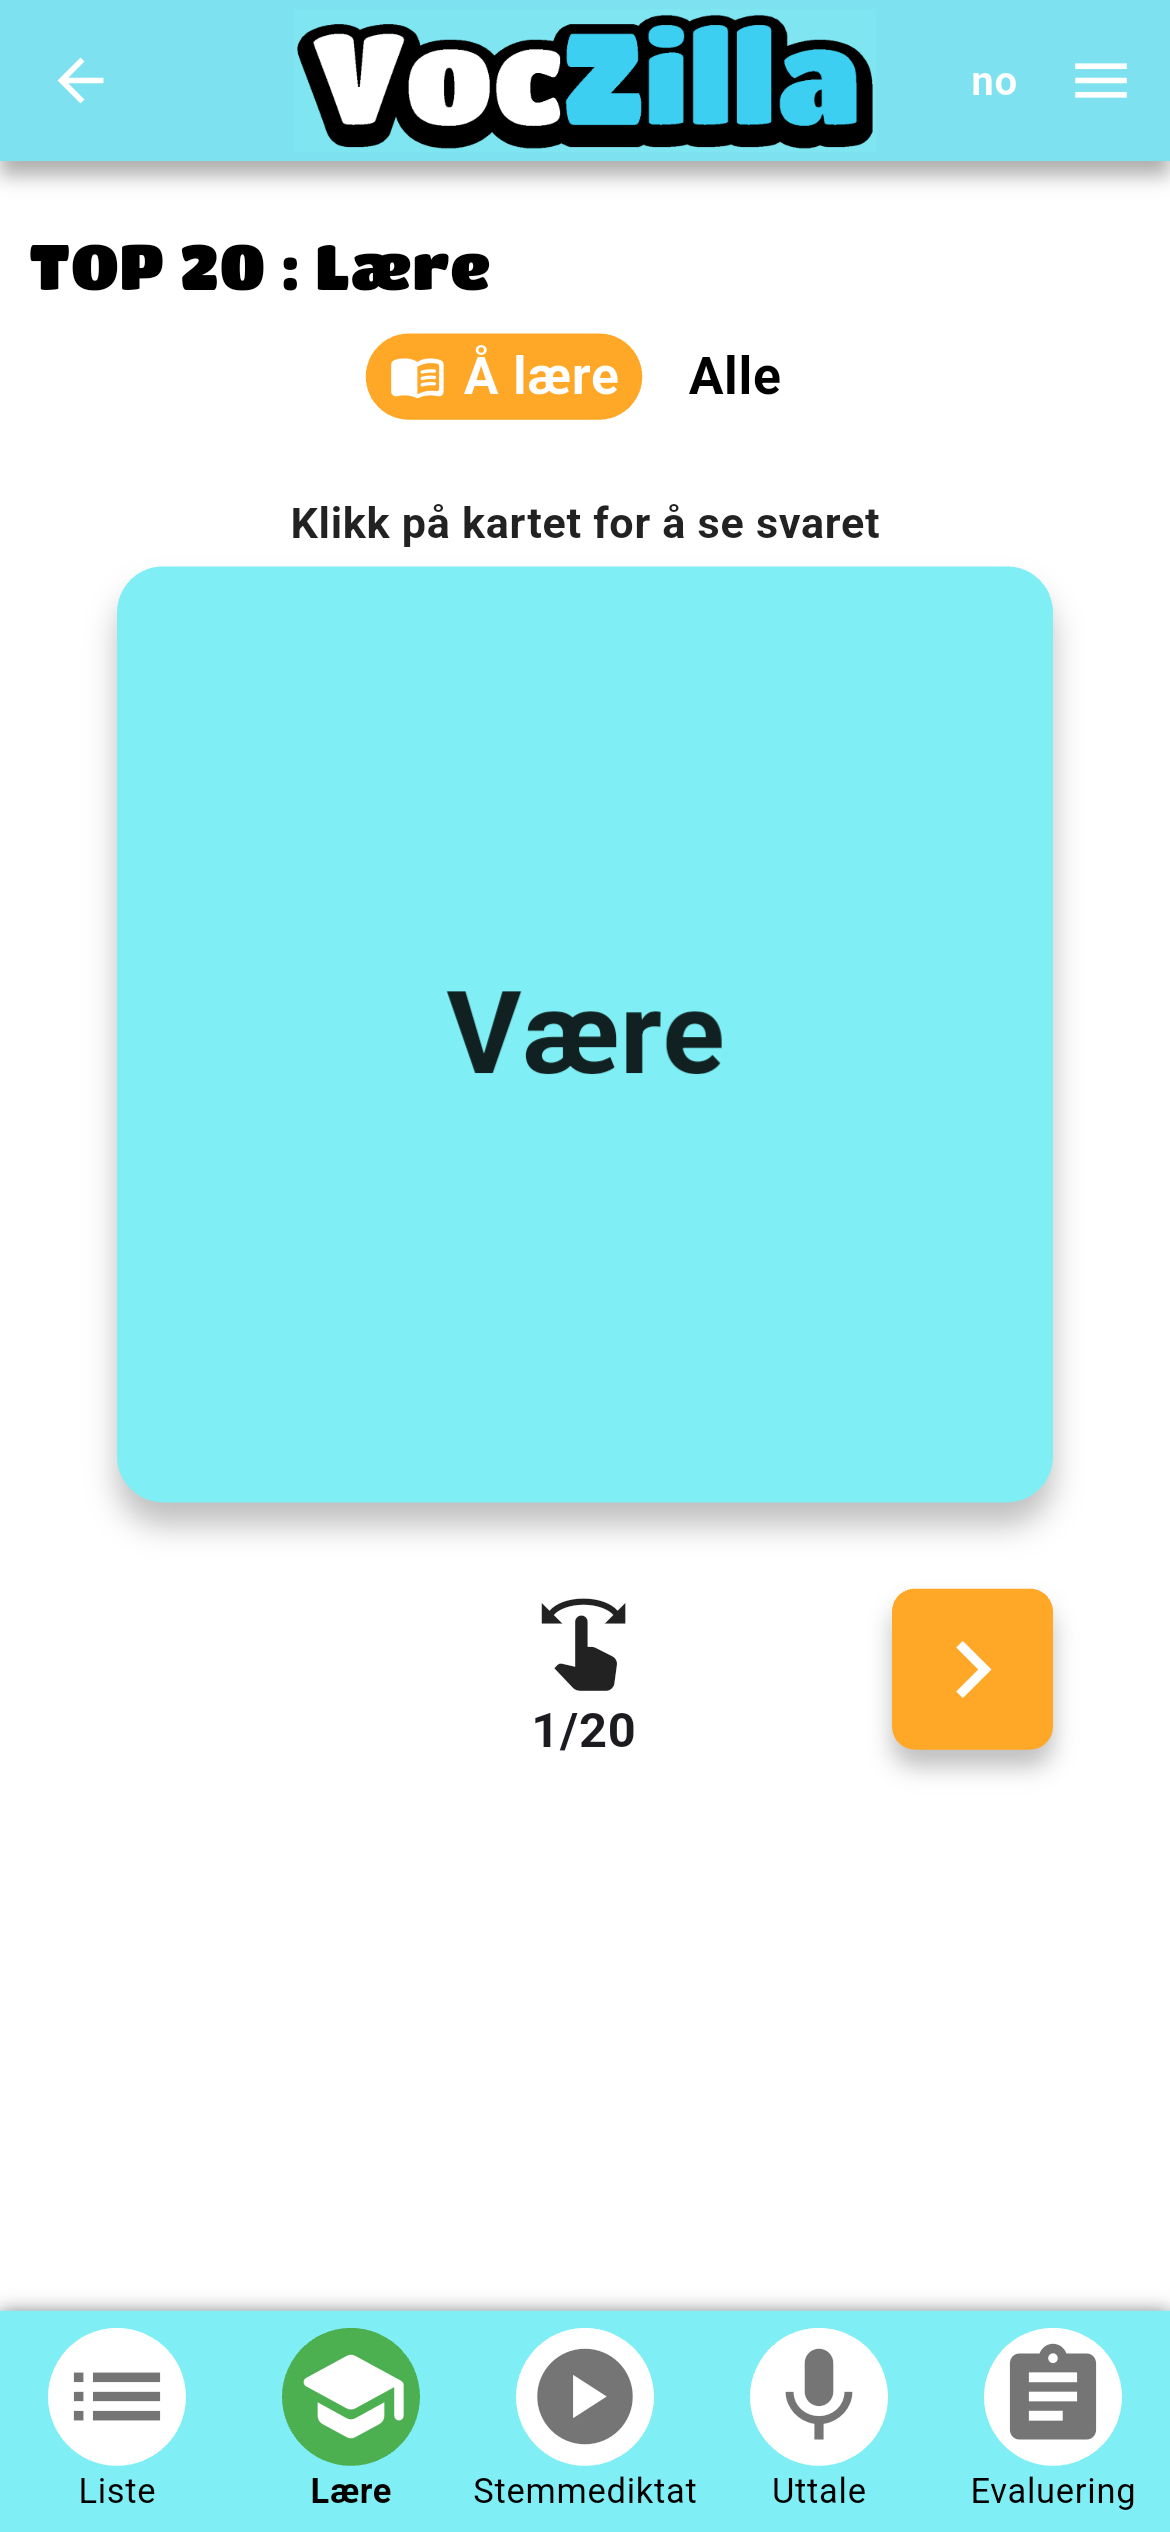 VocZilla
no
TOP 20 : Lære
Å lære
Alle
Klikk på kartet for å se svaret
Være
1/20
Liste
Lære
Stemmediktat
Uttale
Evaluering